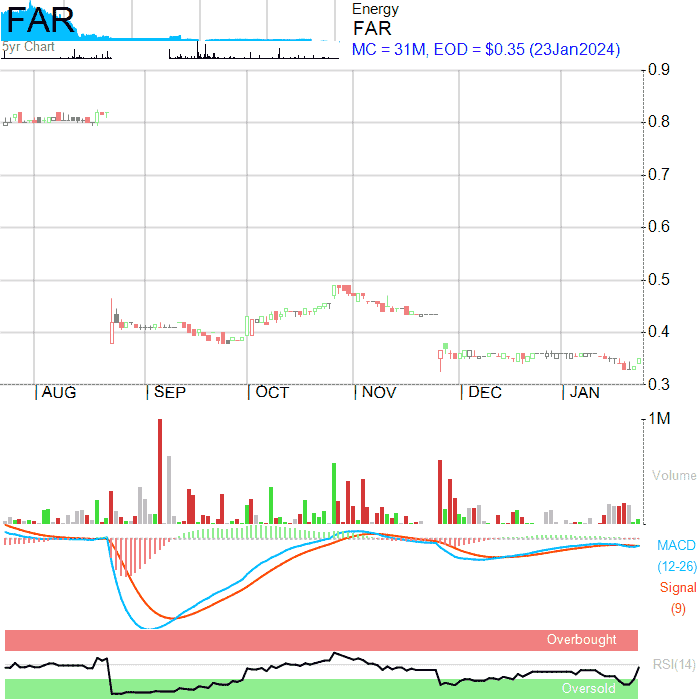 FAR
5yr Chart
Energy
FAR
MC = 31M, EOD = $0.35 (23Jan2024)
0.9
0.8
0.7
0.6
0.5
0.4
0.3
AUG SEP OCT NOV DEC JAN
1M
Volume
MACD
(12-26)
Signal
(9)
Overbought
RSI(14)
Oversold